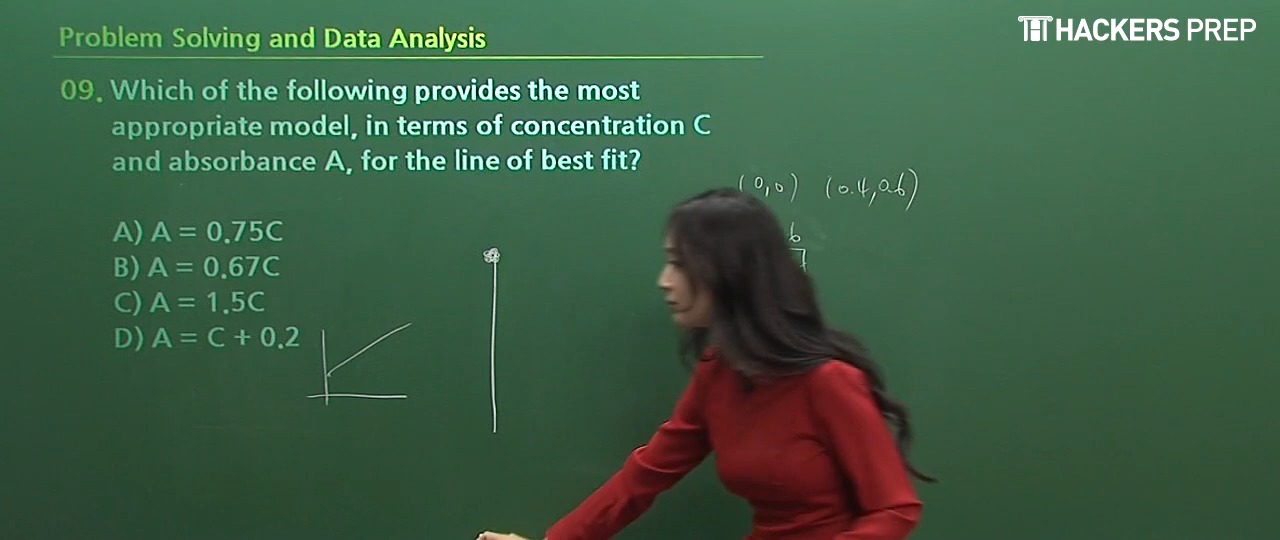 HACKERS PREP
Problem Solving and Data Analysis
09. Which of the following provides the most
appropriate model, in terms of concentration C
and absorbance A, for the line of best fit?
(0,0) (0.4,0.6)
A) A = 0.75C
B) A = 0.67C
C) A = 1.5C
D) A = C + 0.2